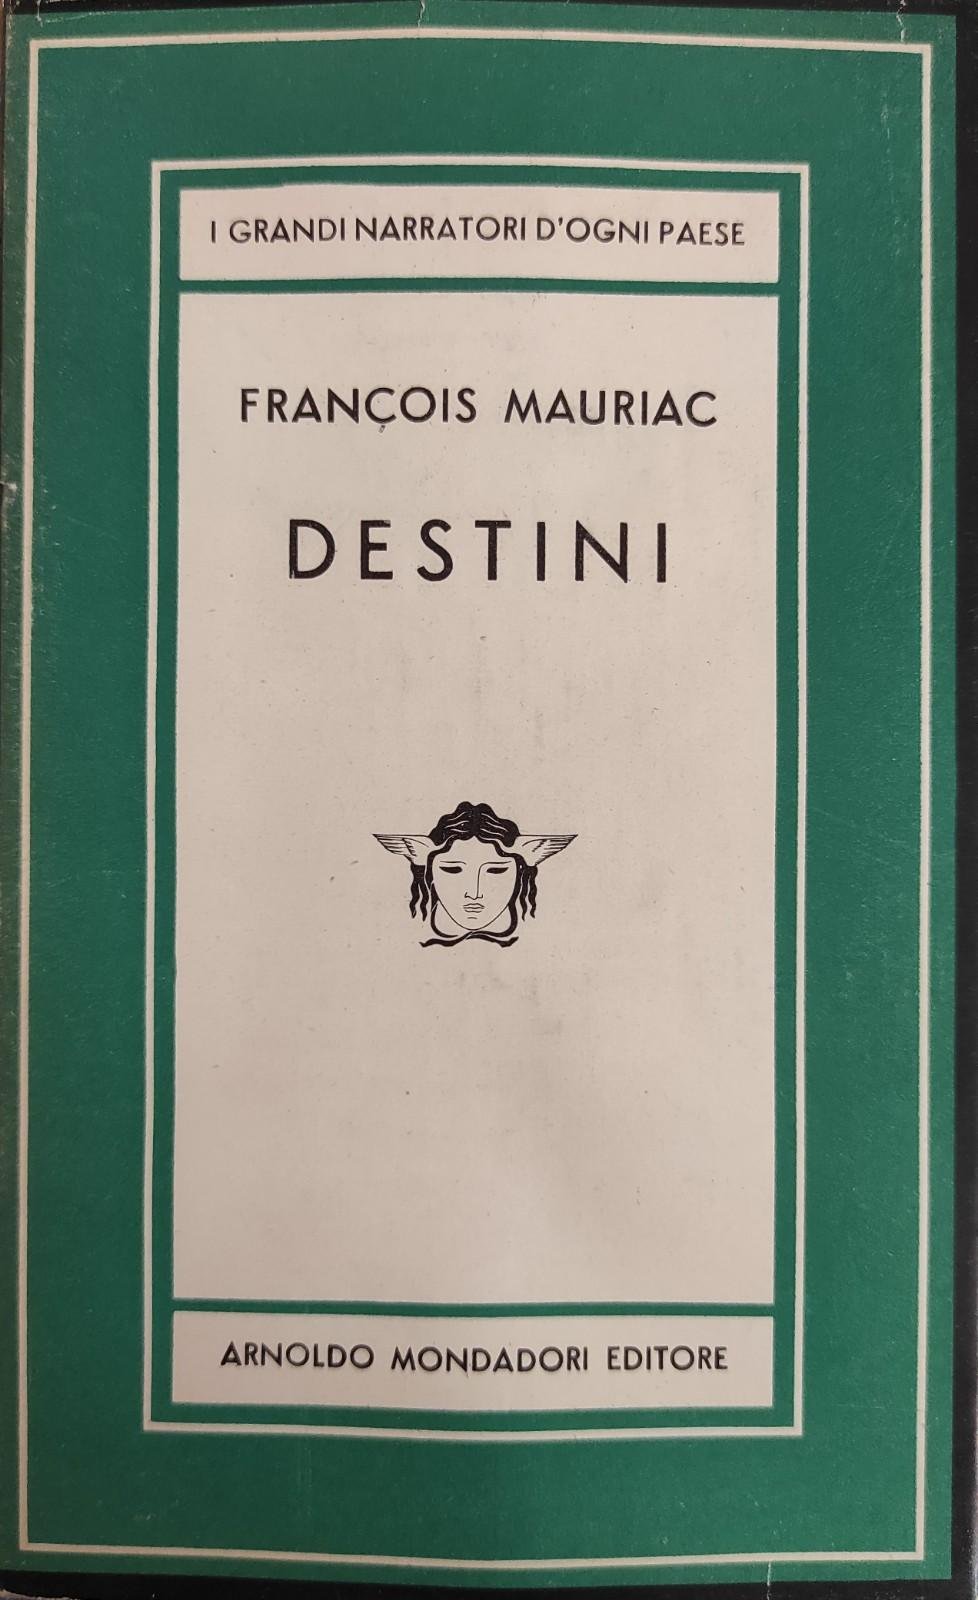 I GRANDI NARRATORI D'OGNI PAESE
FRANÇOIS MAURIAC
DESTINI
ARNOLDO MONDADORI EDITORE